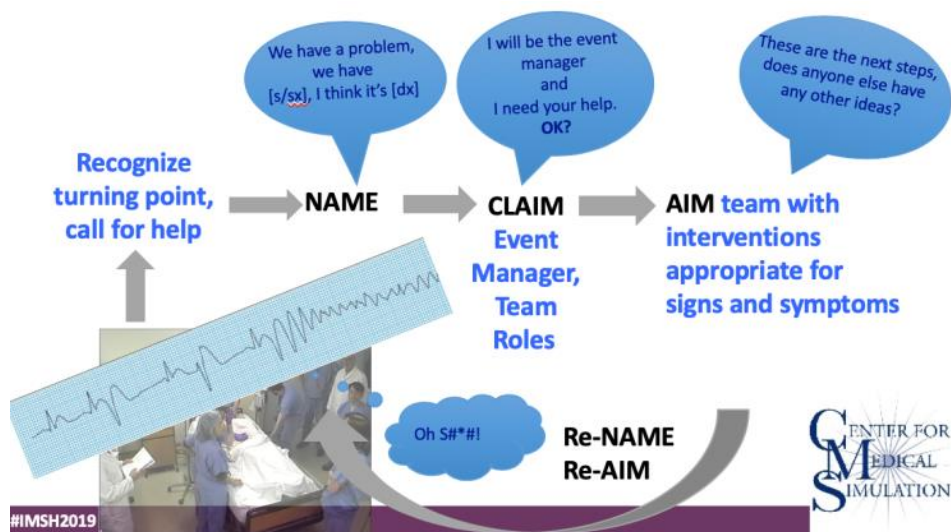 We have a problem,
we have
[s/sx], I think it's [dx]
I will be the event
manager
and
I need your help.
OK?
These are the next steps,
does anyone else have
any other ideas?
Recognize
turning point,
call for help
NAME
CLAIM
Event
Manager,
Team
Roles
AIM team with
interventions
appropriate for
signs and symptoms
Oh S#*#!
Re-NAME
Re-AIM
CENTER FOR
MEDICAL
SIMULATION
#IMSH2019